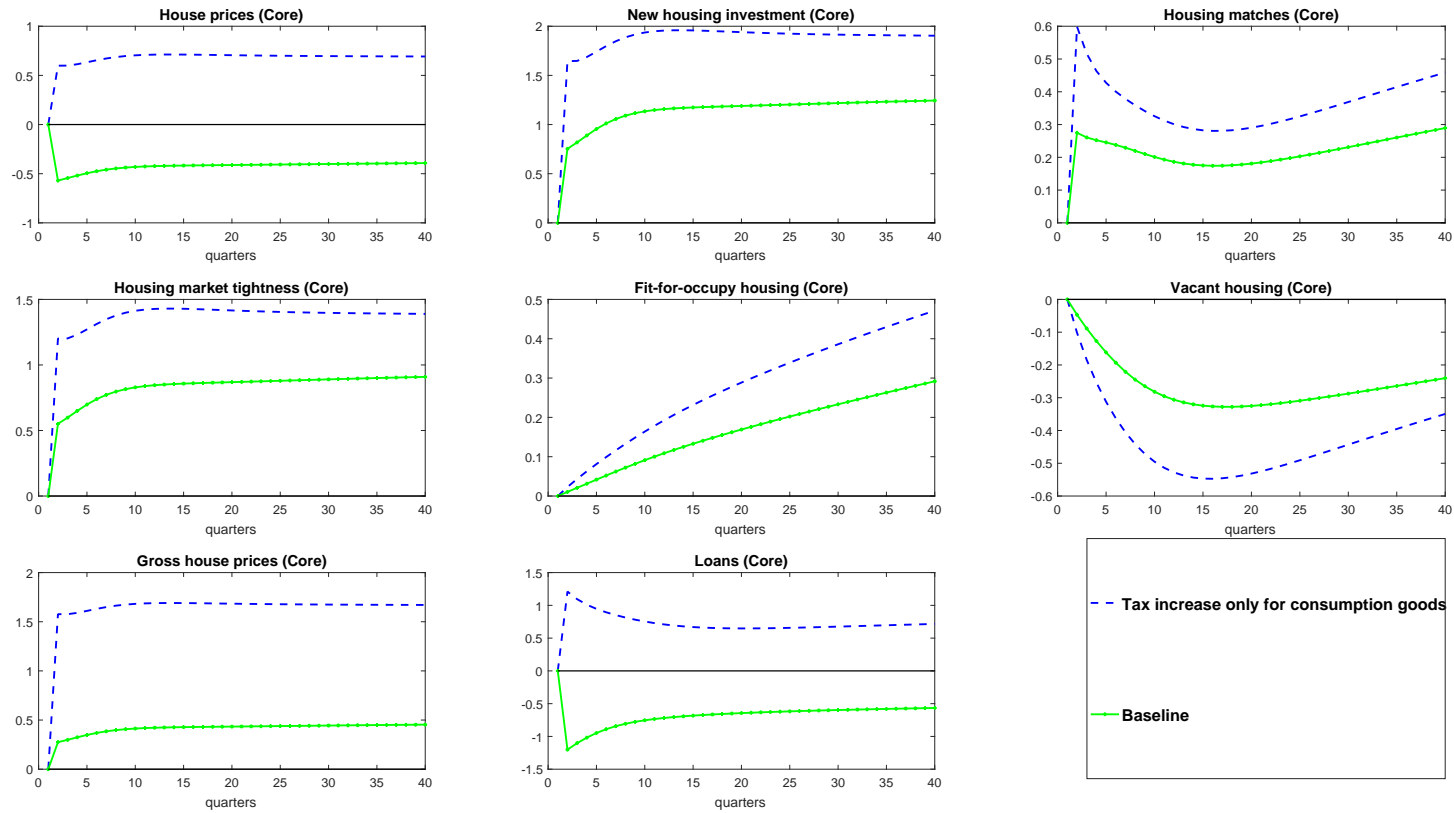 House prices (Core)
1
0.5
0
-0.5
-1
0 5 10 15 20 25 30 35 40
quarters
New housing investment (Core)
2
1.5
1
0.5
0
0 5 10 15 20 25 30 35 40
quarters
Housing matches (Core)
0.6
0.5
0.4
0.3
0.2
0.1
0
0 5 10 15 20 25 30 35 40
quarters
Housing market tightness (Core)
1.5
1
0.5
0
0 5 10 15 20 25 30 35 40
quarters
Fit-for-occupy housing (Core)
0.5
0.4
0.3
0.2
0.1
0
0 5 10 15 20 25 30 35 40
quarters
Vacant housing (Core)
0
-0.1
-0.2
-0.3
-0.4
-0.5
-0.6
0 5 10 15 20 25 30 35 40
quarters
Gross house prices (Core)
2
1.5
1
0.5
0
0 5 10 15 20 25 30 35 40
quarters
Loans (Core)
1.5
1
0.5
0
-0.5
-1
-1.5
0 5 10 15 20 25 30 35 40
quarters
Tax increase only for consumption goods
Baseline